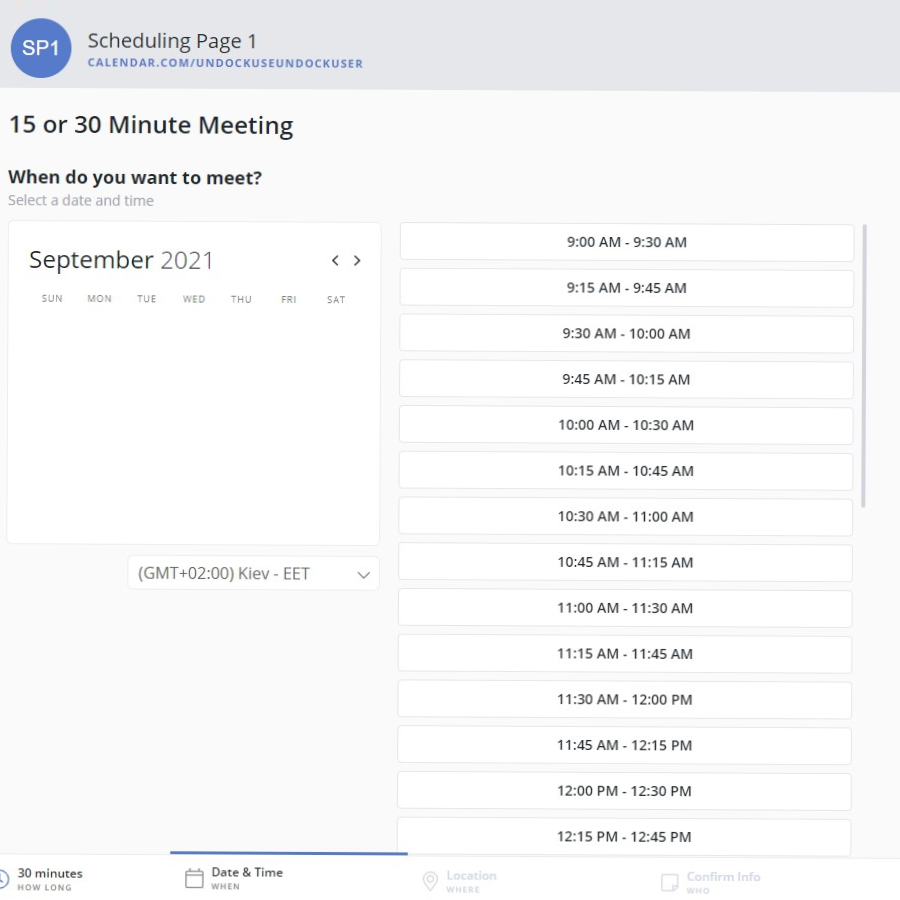 SP1
Scheduling Page 1
CALENDAR.COM/UNDOCKUSEUNDOCKUSER
15 or 30 Minute Meeting
When do you want to meet?
Select a date and time
September 2021
SUN MON TUE WED THU FRI SAT
(GMT+02:00) Kiev - EET
9:00 AM - 9:30 AM
9:15 AM - 9:45 AM
9:30 AM - 10:00 AM
9:45 AM - 10:15 AM
10:00 AM - 10:30 AM
10:15 AM - 10:45 AM
10:30 AM - 11:00 AM
10:45 AM - 11:15 AM
11:00 AM - 11:30 AM
11:15 AM - 11:45 AM
11:30 AM - 12:00 PM
11:45 AM - 12:15 PM
12:00 PM - 12:30 PM
12:15 PM - 12:45 PM
30 minutes
HOW LONG
Date & Time
WHEN
Location
WHERE
Confirm Info
WHO